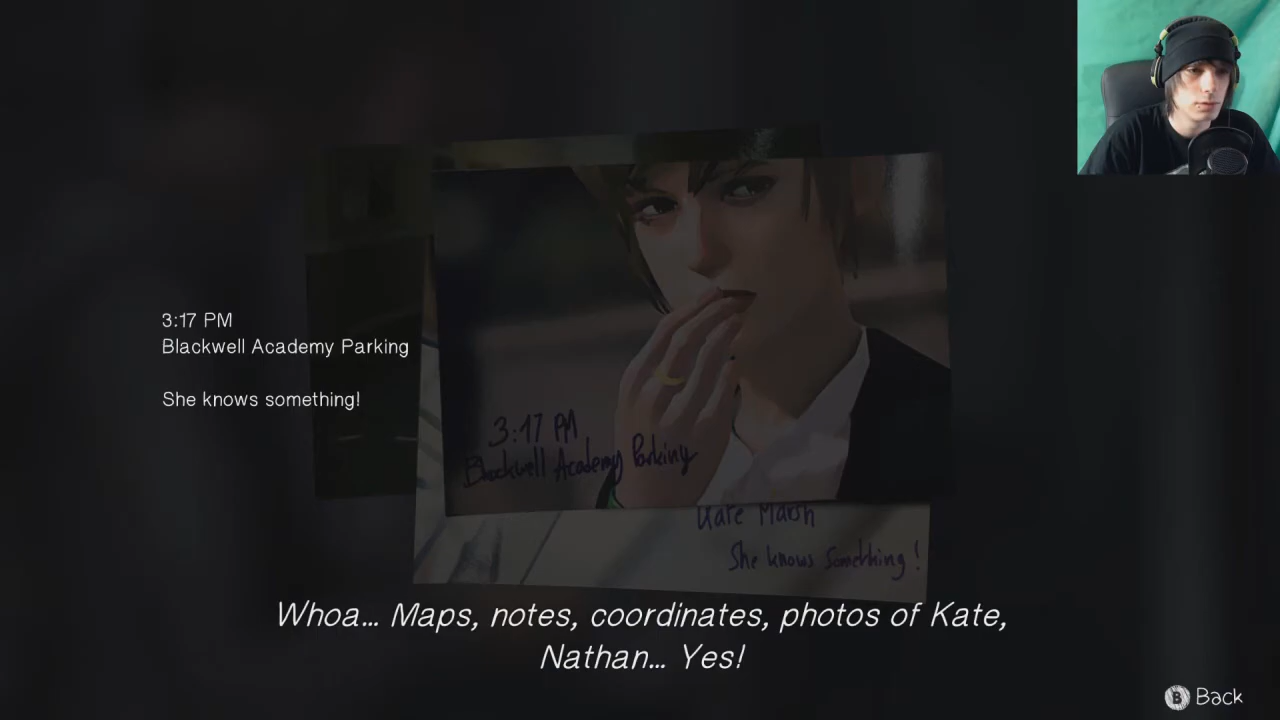 3:17 PM
Blackwell Academy Parking
She knows something!
3:17 PM
Blackwell Academy Parking
Kate Marsh
She knows something!
Whoa... Maps, notes, coordinates, photos of Kate,
Nathan... Yes!
B Back